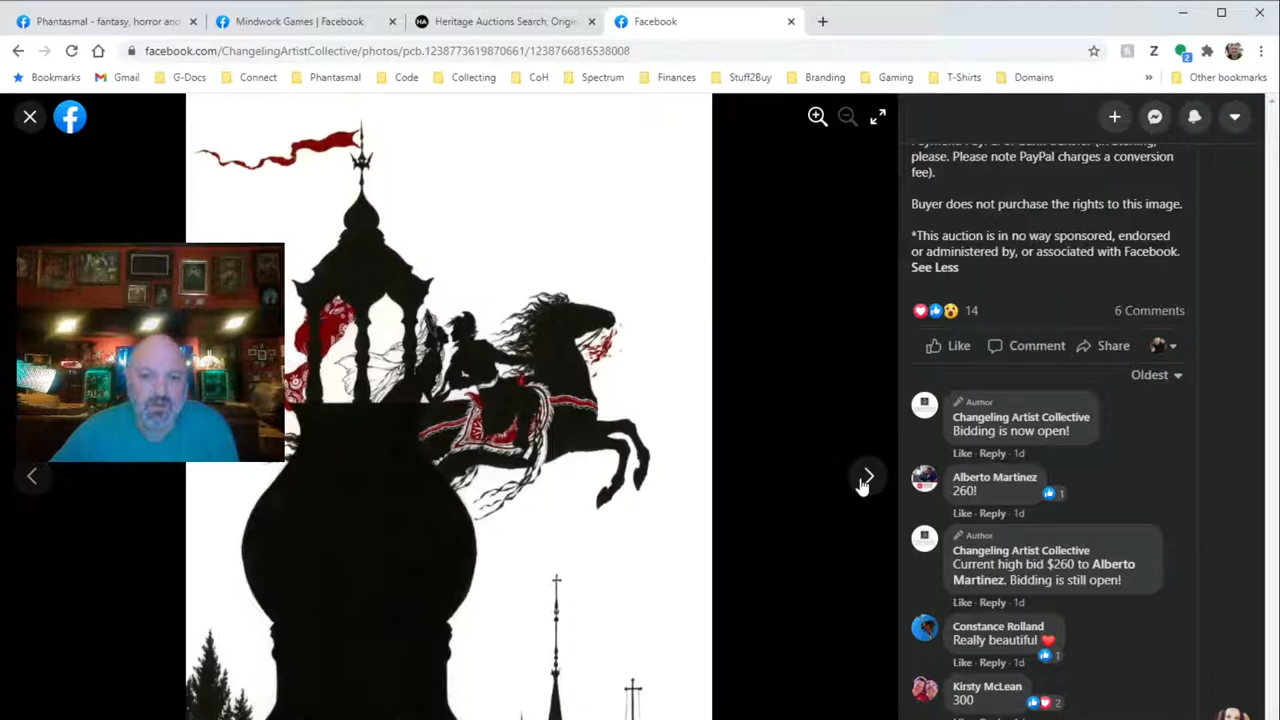 Phantasmal - fantasy, horror and
Mindwork Games | Facebook
HA Heritage Auctions Search, Origin
Facebook
facebook.com/ChangelingArtistCollective/photos/pcb.1238773619870661/1238766816538008
Z
2
Bookmarks
Gmail
G-Docs
Connect
Phantasmal
Code
Collecting
CoH
Spectrum
Finances
Stuff2Buy
Branding
Gaming
T-Shirts
Domains
»
Other bookmarks
please. Please note PayPal charges a conversion
fee).
Buyer does not purchase the rights to this image.
*This auction is in no way sponsored, endorsed
or administered by, or associated with Facebook.
See Less
14
6 Comments
Like
Comment
Share
Oldest
Author
Changeling Artist Collective
Bidding is now open!
Like · Reply · 1d
Alberto Martinez
260!
1
Like · Reply · 1d
Author
Changeling Artist Collective
Current high bid $260 to Alberto
Martinez. Bidding is still open!
Like · Reply · 1d
Constance Rolland
Really beautiful ❤
1
Like · Reply · 1d
Kirsty McLean
300
2